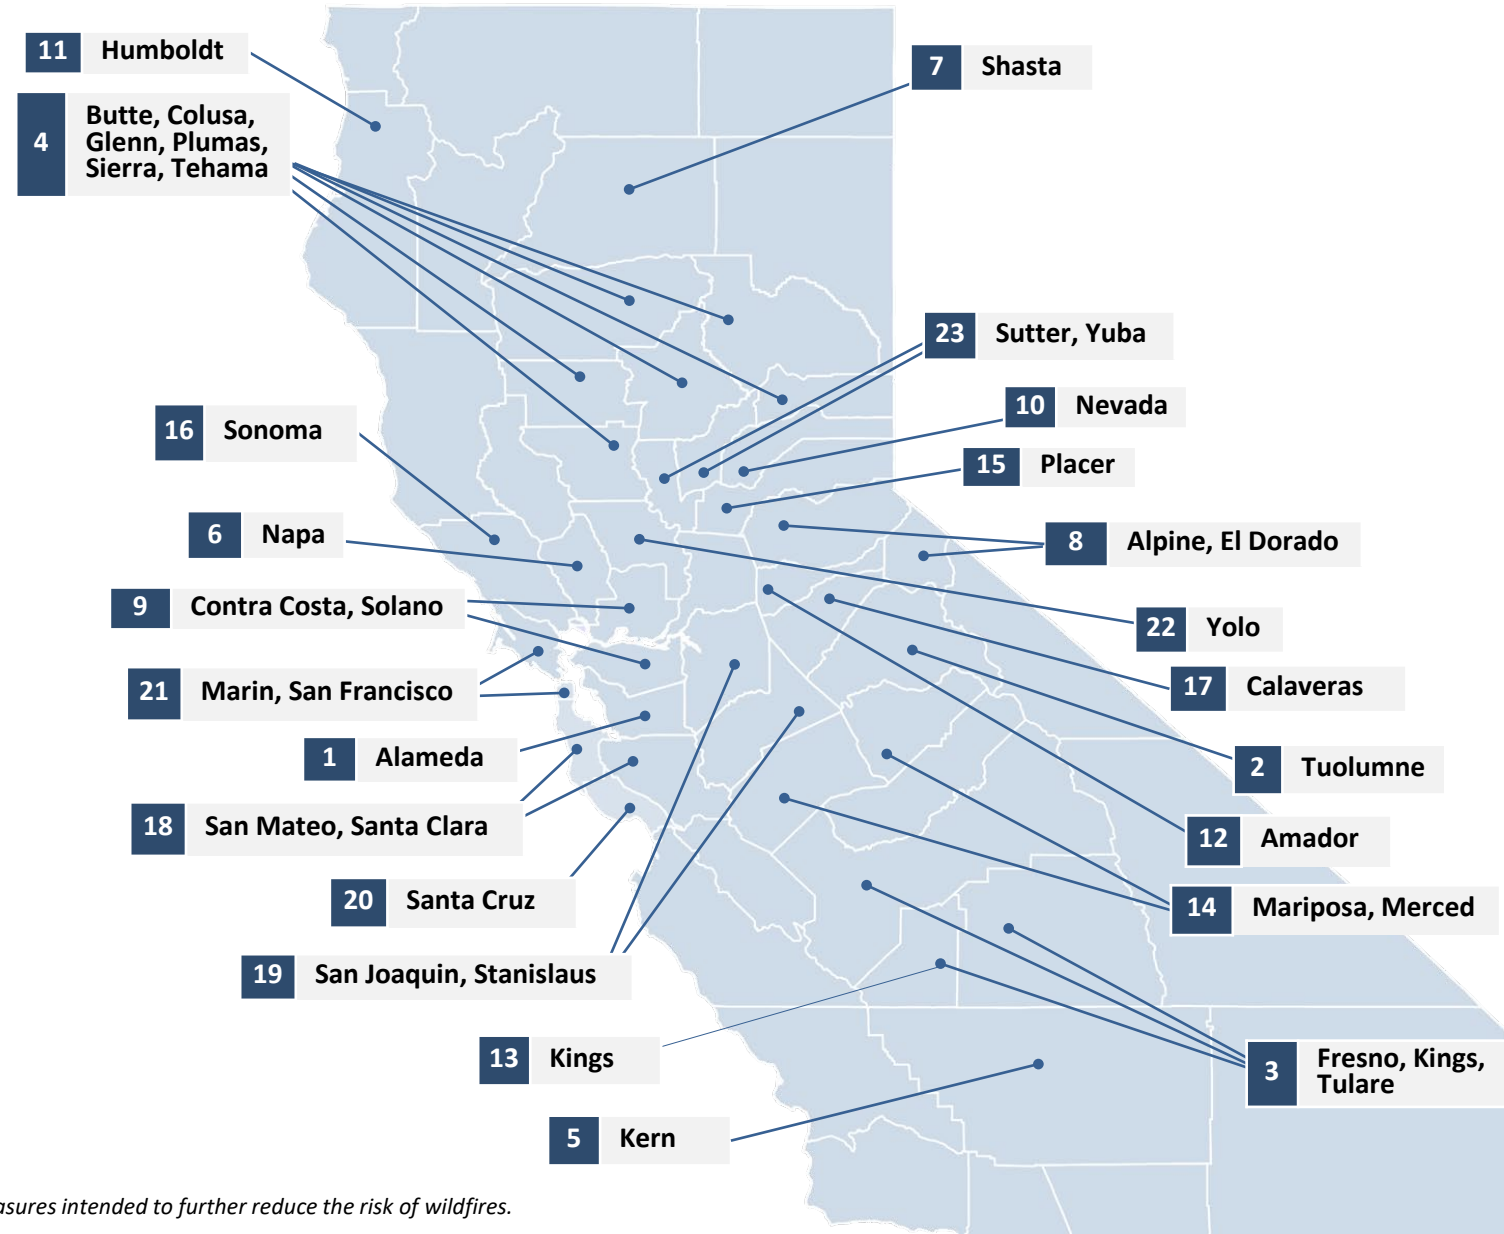 11 Humboldt
7 Shasta
4 Butte, Colusa,
Glenn, Plumas,
Sierra, Tehama
23 Sutter, Yuba
10 Nevada
16 Sonoma
15 Placer
6 Napa
8 Alpine, El Dorado
9 Contra Costa, Solano
22 Yolo
21 Marin, San Francisco
17 Calaveras
1 Alameda
2 Tuolumne
18 San Mateo, Santa Clara
12 Amador
20 Santa Cruz
14 Mariposa, Merced
19 San Joaquin, Stanislaus
13 Kings
3 Fresno, Kings,
Tulare
5 Kern
asures intended to further reduce the risk of wildfires.